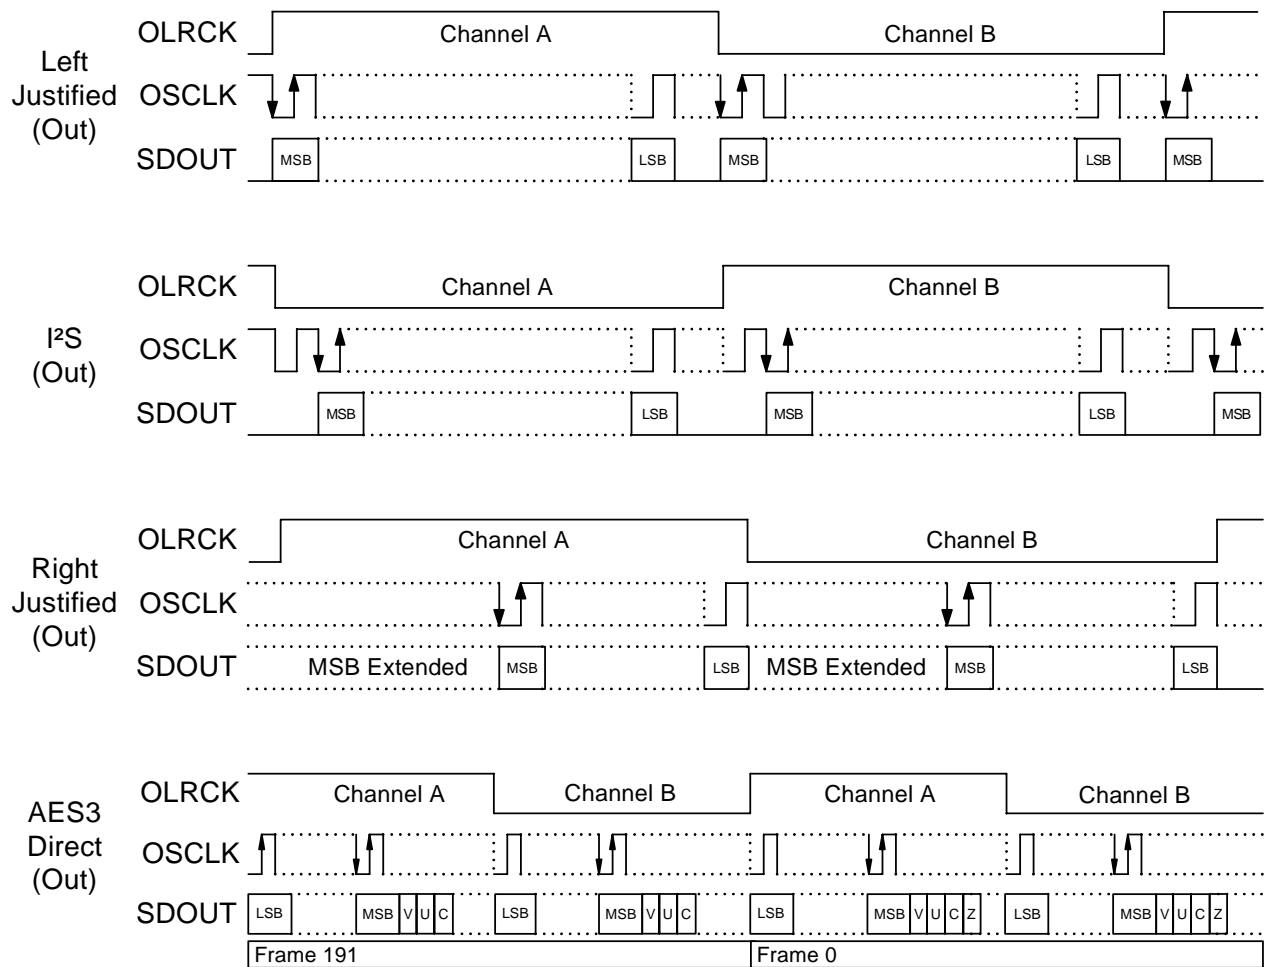 Left
Justified
(Out)
OLRCK
Channel A
Channel B
OSCLK
SDOUT
MSB
LSB
MSB
LSB
MSB
I²S
(Out)
OLRCK
Channel A
Channel B
OSCLK
SDOUT
MSB
LSB
MSB
LSB
MSB
Right
Justified
(Out)
OLRCK
Channel A
Channel B
OSCLK
SDOUT
MSB Extended
MSB
LSB
MSB Extended
MSB
LSB
AES3
Direct
(Out)
OLRCK
Channel A
Channel B
Channel A
Channel B
OSCLK
SDOUT
LSB
MSB V U C
LSB
MSB V U C
LSB
MSB V U C Z
LSB
MSB V U C Z
Frame 191
Frame 0